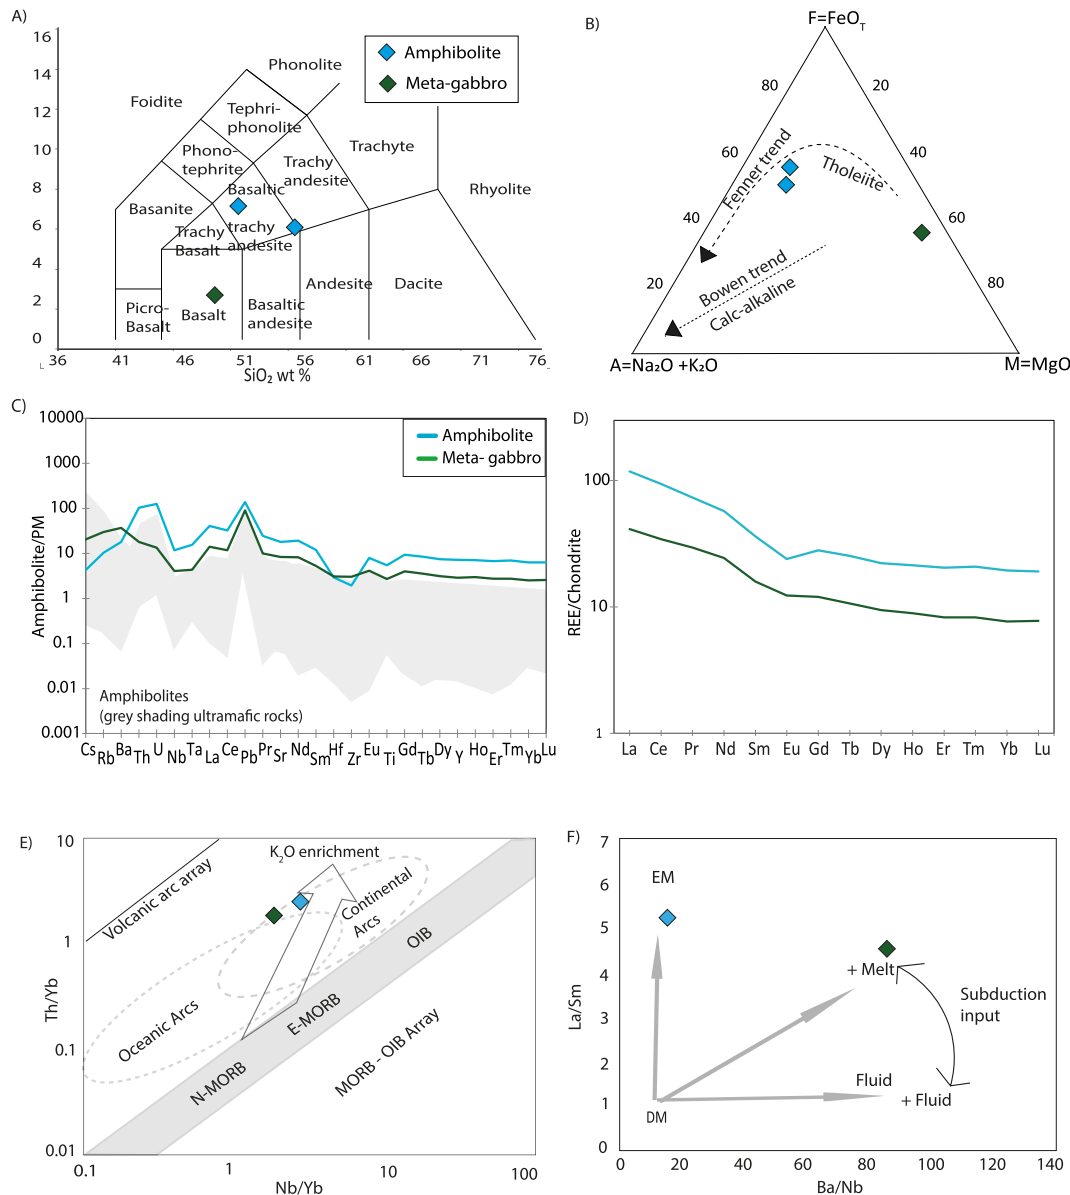 A)
16
14
12
10
8
6
4
2
0
36
41
46
51
56
61
66
71
76
SiO₂ wt %
Foidite
Phonolite
Tephri-
phonolite
Phono-
tephrite
Trachy
andesite
Trachyte
Rhyolite
Basanite
Basaltic
trachy
andesite
Trachy
Basalt
Picro-
Basalt
Basalt
Basaltic
andesite
Andesite
Dacite
Amphibolite
Meta-gabbro
B)
F=FeOT
80
20
60
40
40
60
20
80
Fenner trend
Tholeiite
Bowen trend
Calc-alkaline
A=Na₂O +K₂O
M=MgO
C)
10000
1000
100
10
1
0.1
0.01
0.001
Amphibolite/PM
Amphibolite
Meta- gabbro
Amphibolites
(grey shading ultramafic rocks)
Cs Rb Ba Th U Nb Ta La Ce Pb Pr Sr Nd Sm Hf Zr Eu Ti Gd Tb Dy Y Ho Er Tm Yb Lu
D)
100
10
1
REE/Chondrite
La Ce Pr Nd Sm Eu Gd Tb Dy Ho Er Tm Yb Lu
E)
10
1
0.1
0.01
Th/Yb
K₂O enrichment
Volcanic arc array
Continental
Arcs
Oceanic Arcs
OIB
E-MORB
N-MORB
MORB - OIB Array
0.1
1
10
100
Nb/Yb
F)
7
6
5
4
3
2
1
0
La/Sm
EM
+ Melt
Subduction
input
Fluid
+ Fluid
DM
0
20
40
60
80
100
120
140
Ba/Nb